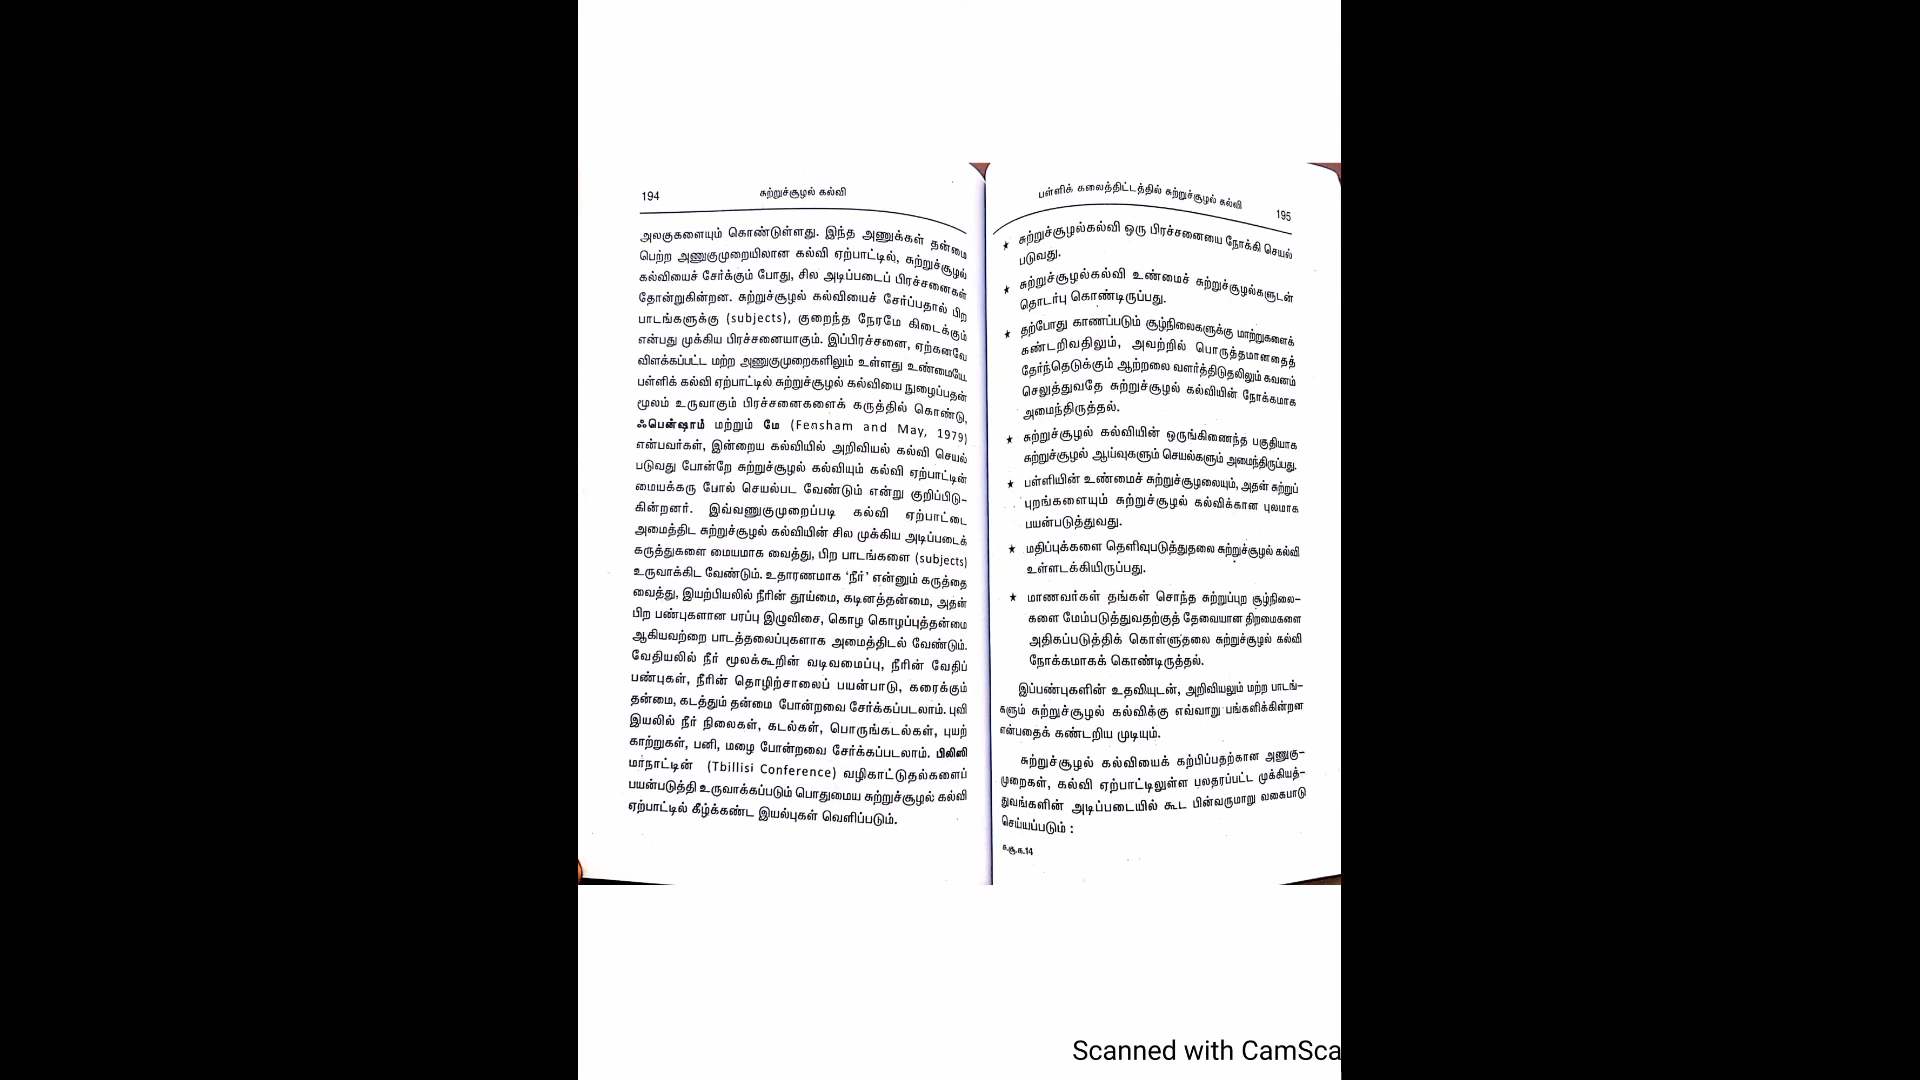 194
சுற்றுச்சூழல் கல்வி
அலகுகளையும் கொண்டுள்ளது. இந்த அணுக்கள் தன்மை
பெற்ற அணுகுமுறையிலான கல்வி ஏற்பாட்டில், சுற்றுச்சூழல்
கல்வியைச் சேர்க்கும் போது, சில அடிப்படைப் பிரச்சனைகள்
தோன்றுகின்றன. சுற்றுச்சூழல் கல்வியைச் சேர்ப்பதால் பிற
பாடங்களுக்கு (subjects), குறைந்த நேரமே கிடைக்கும்
என்பது முக்கிய பிரச்சனையாகும். இப்பிரச்சனை, ஏற்கனவே
விளக்கப்பட்ட மற்ற அணுகுமுறைகளிலும் உள்ளது உண்மையே.
பள்ளிக் கல்வி ஏற்பாட்டில் சுற்றுச்சூழல் கல்வியை நுழைப்பதன்
மூலம் உருவாகும் பிரச்சனைகளைக் கருத்தில் கொண்டு,
ஃபென்ஷாம் மற்றும் மே (Fensham and May, 1979)
என்பவர்கள், இன்றைய கல்வியில் அறிவியல் கல்வி செயல்
படுவது போன்றே சுற்றுச்சூழல் கல்வியும் கல்வி ஏற்பாட்டின்
மையக்கரு போல் செயல்பட வேண்டும் என்று குறிப்பிடு-
கின்றனர். இவ்வணுகுமுறைப்படி கல்வி ஏற்பாட்டை
அமைத்திட சுற்றுச்சூழல் கல்வியின் சில முக்கிய அடிப்படைக்
கருத்துகளை மையமாக வைத்து, பிற பாடங்களை (subjects)
உருவாக்கிட வேண்டும். உதாரணமாக ‘நீர்’ என்னும் கருத்தை
வைத்து, இயற்பியலில் நீரின் தூய்மை, கடினத்தன்மை, அதன்
பிற பண்புகளான பரப்பு இழுவிசை, கொழ கொழப்புத்தன்மை
ஆகியவற்றை பாடத்தலைப்புகளாக அமைத்திடல் வேண்டும்.
வேதியலில் நீர் மூலக்கூறின் வடிவமைப்பு, நீரின் வேதிப்
பண்புகள், நீரின் தொழிற்சாலைப் பயன்பாடு, கரைக்கும்
தன்மை, கடத்தும் தன்மை போன்றவை சேர்க்கப்படலாம். புவி
இயலில் நீர் நிலைகள், கடல்கள், பொருங்கடல்கள், புயற்
காற்றுகள், பனி, மழை போன்றவை சேர்க்கப்படலாம். பிலிஸி
மாநாட்டின் (Tbillisi Conference) வழிகாட்டுதல்களைப்
பயன்படுத்தி உருவாக்கப்படும் பொதுமைய சுற்றுச்சூழல் கல்வி
ஏற்பாட்டில் கீழ்க்கண்ட இயல்புகள் வெளிப்படும்.
பள்ளிக் கலைத்திட்டத்தில் சுற்றுச்சூழல் கல்வி
195
★ சுற்றுச்சூழல்கல்வி ஒரு பிரச்சனையை நோக்கி செயல்
படுவது.
★ சுற்றுச்சூழல்கல்வி உண்மைச் சுற்றுச்சூழல்களுடன்
தொடர்பு கொண்டிருப்பது.
★ தற்போது காணப்படும் சூழ்நிலைகளுக்கு மாற்றுகளைக்
கண்டறிவதிலும், அவற்றில் பொருத்தமானதைத்
தேர்ந்தெடுக்கும் ஆற்றலை வளர்த்திடுதலிலும் கவனம்
செலுத்துவதே சுற்றுச்சூழல் கல்வியின் நோக்கமாக
அமைந்திருத்தல்.
★ சுற்றுச்சூழல் கல்வியின் ஒருங்கிணைந்த பகுதியாக
சுற்றுச்சூழல் ஆய்வுகளும் செயல்களும் அமைந்திருப்பது.
★ பள்ளியின் உண்மைச் சுற்றுச்சூழலையும், அதன் சுற்றுப்
புறங்களையும் சுற்றுச்சூழல் கல்விக்கான புலமாக
பயன்படுத்துவது.
★ மதிப்புக்களை தெளிவுபடுத்துதலை சுற்றுச்சூழல் கல்வி
உள்ளடக்கியிருப்பது.
★ மாணவர்கள் தங்கள் சொந்த சுற்றுப்புற சூழ்நிலை-
களை மேம்படுத்துவதற்குத் தேவையான திறமைகளை
அதிகப்படுத்திக் கொள்ளுதலை சுற்றுச்சூழல் கல்வி
நோக்கமாகக் கொண்டிருத்தல்.
இப்பண்புகளின் உதவியுடன், அறிவியலும் மற்ற பாடங்-
களும் சுற்றுச்சூழல் கல்விக்கு எவ்வாறு பங்களிக்கின்றன
என்பதைக் கண்டறிய முடியும்.
சுற்றுச்சூழல் கல்வியைக் கற்பிப்பதற்கான அணுகு-
முறைகள், கல்வி ஏற்பாட்டிலுள்ள பலதரப்பட்ட முக்கியத்-
துவங்களின் அடிப்படையில் கூட பின்வருமாறு வகைபாடு
செய்யப்படும் :
சு.சூ.க.14
Scanned with CamSca